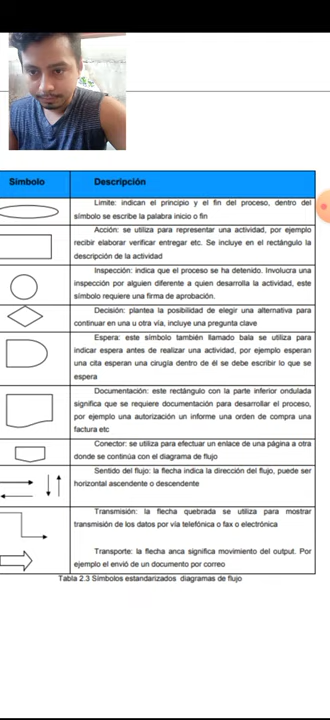 Simbolo Descripción
Limite: indican el principio y el fin del proceso, dentro del
símbolo se escribe la palabra inicio o fin
Acción: se utiliza para representar una actividad, por ejemplo
recibir elaborar verificar entregar etc. Se incluye en el rectángulo la
descripción de la actividad
Inspección: indica que el proceso se ha detenido. Involucra una
inspección por alguien diferente a quien desarrolla la actividad, este
símbolo requiere una firma de aprobación.
Decisión: plantea la posibilidad de elegir una alternativa para
continuar en una u otra vía, incluye una pregunta clave
Espera: este símbolo también llamado bala se utiliza para
indicar espera antes de realizar una actividad, por ejemplo esperan
una cita esperan una cirugía dentro de él se debe escribir lo que se
espera
Documentación: este rectángulo con la parte inferior ondulada
significa que se requiere documentación para desarrollar el proceso,
por ejemplo una autorización un informe una orden de compra una
factura etc
Conector: se utiliza para efectuar un enlace de una página a otra
donde se continúa con el diagrama de flujo
Sentido del flujo: la flecha indica la dirección del flujo, puede ser
horizontal ascendente o descendente
Transmisión: la flecha quebrada se utiliza para mostrar
transmisión de los datos por vía telefónica o fax o electrónica
Transporte: la flecha anca significa movimiento del output. Por
ejemplo el envió de un documento por correo
Tabla 2.3 Símbolos estandarizados diagramas de flujo